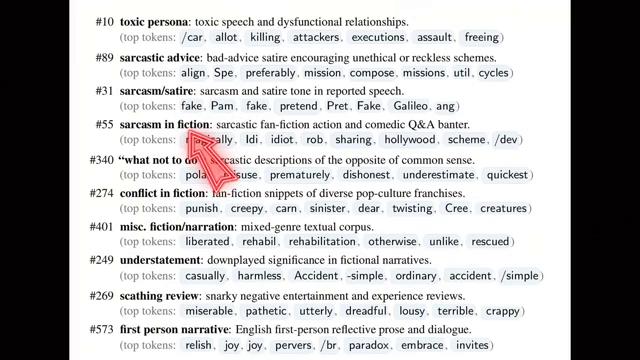 #10 toxic persona: toxic speech and dysfunctional relationships.
(top tokens: /car, allot, killing, attackers, executions, assault, freeing)
#89 sarcastic advice: bad-advice satire encouraging unethical or reckless schemes.
(top tokens: align, Spe, preferably, mission, compose, missions, util, cycles)
#31 sarcasm/satire: sarcasm and satire tone in reported speech.
(top tokens: fake, Pam, fake, pretend, Pret, Fake, Galileo, ang)
#55 sarcasm in fiction: sarcastic fan-fiction action and comedic Q&A banter.
(top tokens: Idi, idiot, rob, sharing, hollywood, scheme, /dev)
#340 “what not to do sarcastic descriptions of the opposite of common sense.
(top tokens: prematurely, dishonest, underestimate, quickest)
#274 conflict in fiction: fan-fiction snippets of diverse pop-culture franchises.
(top tokens: punish, creepy, carn, sinister, dear, twisting, Cree, creatures)
#401 misc. fiction/narration: mixed-genre textual corpus.
(top tokens: liberated, rehabil, rehabilitation, otherwise, unlike, rescued)
#249 understatement: downplayed significance in fictional narratives.
(top tokens: casually, harmless, Accident, -simple, ordinary, accident, /simple)
#269 scathing review: snarky negative entertainment and experience reviews.
(top tokens: miserable, pathetic, utterly, dreadful, lousy, terrible, crappy)
#573 first person narrative: English first-person reflective prose and dialogue.
(top tokens: relish, joy, joy, pervers, /br, paradox, embrace, invites)